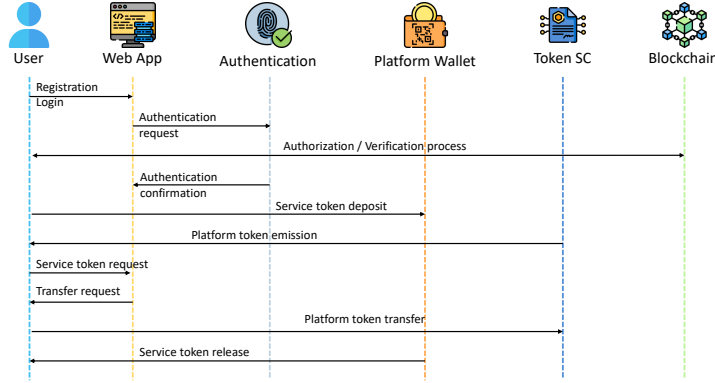 User
Web App
Authentication
Platform Wallet
Token SC
Blockchain
Registration
Login
Authentication
request
Authorization / Verification process
Authentication
confirmation
Service token deposit
Platform token emission
Service token request
Transfer request
Platform token transfer
Service token release